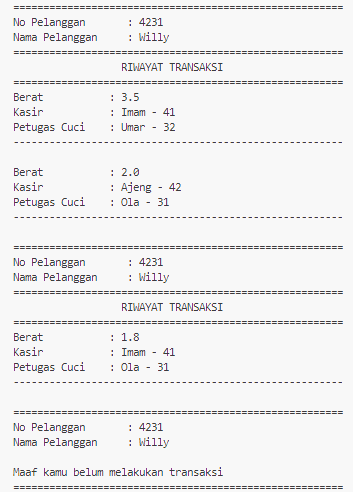 =======================================================
No Pelanggan       : 4231
Nama Pelanggan     : Willy
=======================================================
                  RIWAYAT TRANSAKSI
=======================================================
Berat           : 3.5
Kasir           : Imam - 41
Petugas Cuci    : Umar - 32
-------------------------------------------------------
Berat           : 2.0
Kasir           : Ajeng - 42
Petugas Cuci    : Ola - 31
-------------------------------------------------------
=======================================================
No Pelanggan       : 4231
Nama Pelanggan     : Willy
=======================================================
                  RIWAYAT TRANSAKSI
=======================================================
Berat           : 1.8
Kasir           : Imam - 41
Petugas Cuci    : Ola - 31
-------------------------------------------------------
=======================================================
No Pelanggan       : 4231
Nama Pelanggan     : Willy
Maaf kamu belum melakukan transaksi
=======================================================